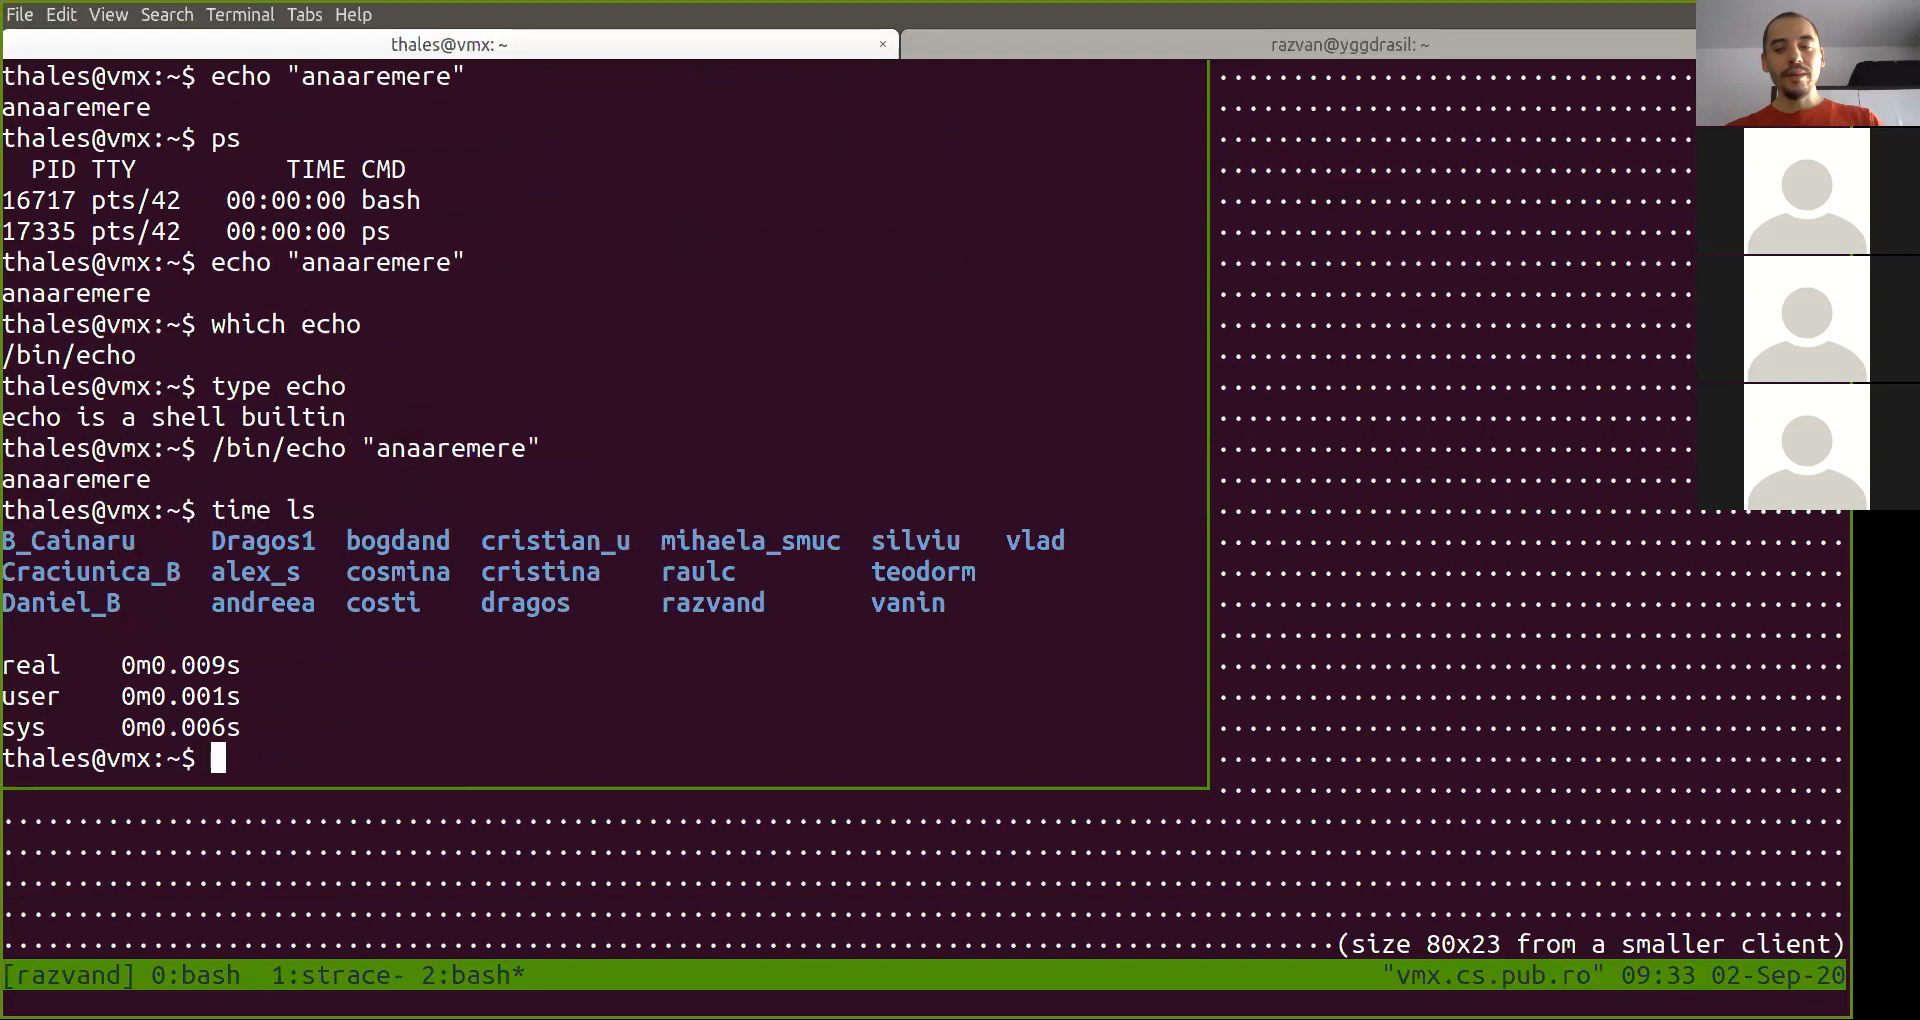 File Edit View Search Terminal Tabs Help
thales@vmx: ~ × razvan@yggdrasil: ~
thales@vmx:~$ echo "anaaremere"
anaaremere
thales@vmx:~$ ps
PID TTY TIME CMD
16717 pts/42 00:00:00 bash
17335 pts/42 00:00:00 ps
thales@vmx:~$ echo "anaaremere"
anaaremere
thales@vmx:~$ which echo
/bin/echo
thales@vmx:~$ type echo
echo is a shell builtin
thales@vmx:~$ /bin/echo "anaaremere"
anaaremere
thales@vmx:~$ time ls
B_Cainaru Dragos1 bogdand cristian_u mihaela_smuc silviu vlad
Craciunica_B alex_s cosmina cristina raulc teodorm
Daniel_B andreea costi dragos razvand vanin
real 0m0.009s
user 0m0.001s
sys 0m0.006s
thales@vmx:~$
(size 80x23 from a smaller client)
[razvand] 0:bash 1:strace- 2:bash* "vmx.cs.pub.ro" 09:33 02-Sep-20